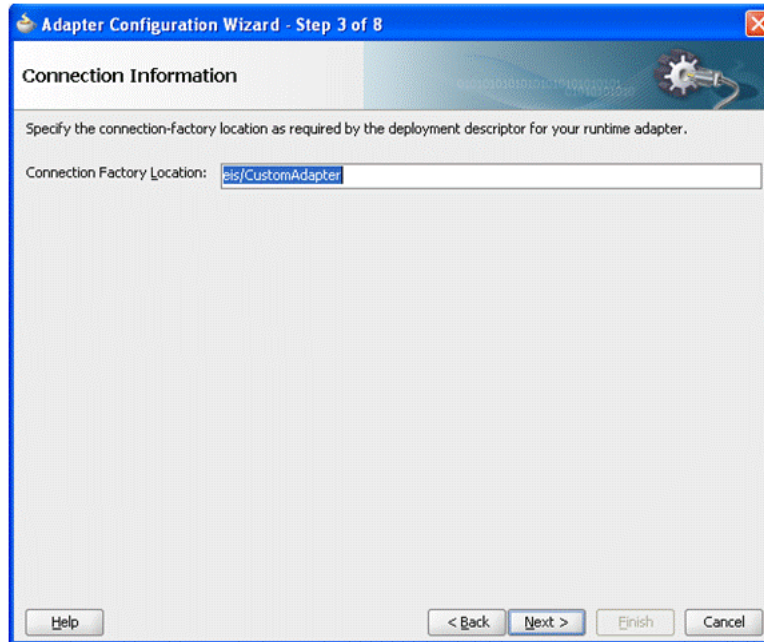 Adapter Configuration Wizard - Step 3 of 8
Connection Information
Specify the connection-factory location as required by the deployment descriptor for your runtime adapter.
Connection Factory Location: eis/CustomAdapter
Help < Back Next > Finish Cancel